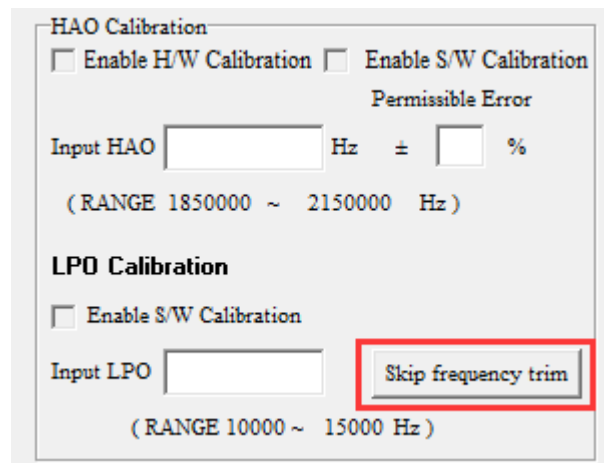 HAO Calibration
Enable H/W Calibration Enable S/W Calibration
Permissible Error
Input HAO Hz ± %
( RANGE 1850000 ~ 2150000 Hz )
LPO Calibration
Enable S/W Calibration
Input LPO Skip frequency trim
( RANGE 10000 ~ 15000 Hz )